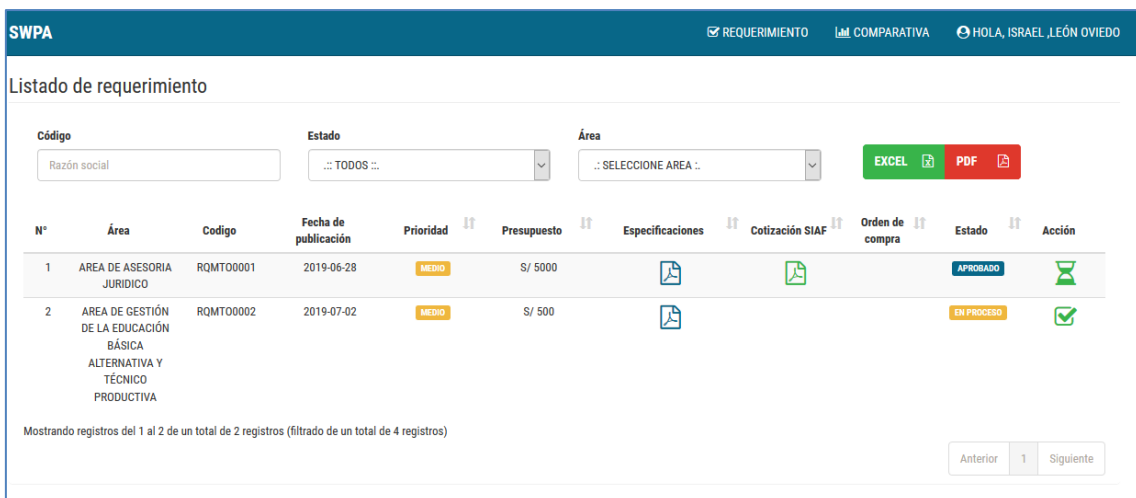 SWPA REQUERIMIENTO COMPARATIVA HOLA, ISRAEL ,LEÓN OVIEDO
Listado de requerimiento
Código Estado Área
Razón social .:: TODOS ::. .: SELECCIONE AREA :. EXCEL PDF
N° Área Codigo Fecha de publicación Prioridad Presupuesto Especificaciones Cotización SIAF Orden de compra Estado Acción
1 AREA DE ASESORIA JURIDICO RQMTO0001 2019-06-28 MEDIO S/ 5000 APROBADO
2 AREA DE GESTIÓN DE LA EDUCACIÓN BÁSICA ALTERNATIVA Y TÉCNICO PRODUCTIVA RQMTO0002 2019-07-02 MEDIO S/ 500 EN PROCESO
Mostrando registros del 1 al 2 de un total de 2 registros (filtrado de un total de 4 registros)
Anterior 1 Siguiente